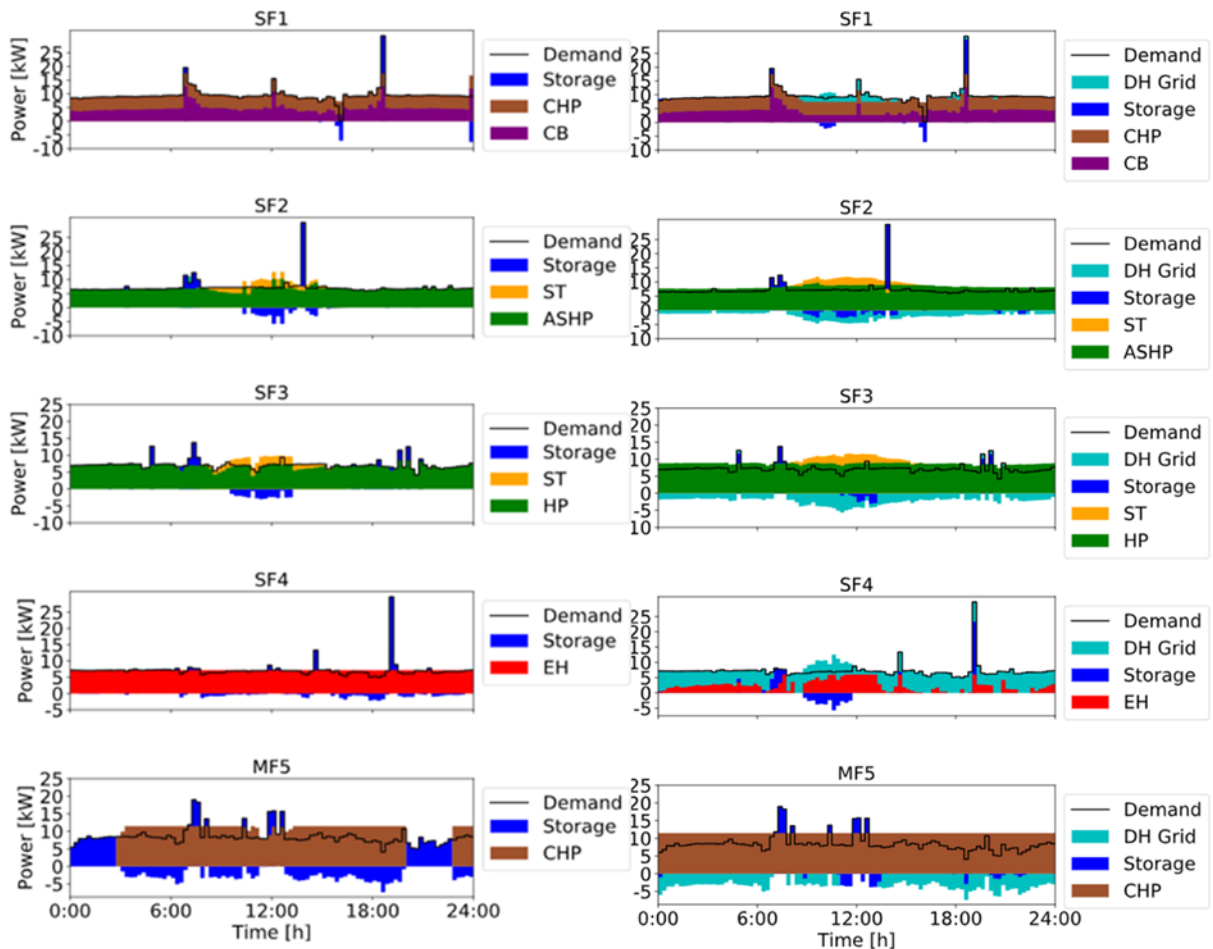 SF1
Power [kW]
25
20
15
10
5
0
-5
-10
Demand
Storage
CHP
CB
SF1
25
20
15
10
5
0
-5
10
Demand
DH Grid
Storage
CHP
CB
SF2
Power [kW]
25
20
15
10
5
0
-5
-10
Demand
Storage
ST
ASHP
SF2
25
20
15
10
5
0
-5
10
Demand
DH Grid
Storage
ST
ASHP
SF3
Power [kW]
25
20
15
10
5
0
-5
-10
Demand
Storage
ST
HP
SF3
25
20
15
10
5
0
-5
10
Demand
DH Grid
Storage
ST
HP
SF4
Power [kW]
25
20
15
10
5
0
-5
Demand
Storage
EH
SF4
25
20
15
10
5
0
-5
Demand
DH Grid
Storage
EH
MF5
Power [kW]
25
20
15
10
5
0
-5
0:00 6:00 12:00 18:00 24:00
Time [h]
Demand
Storage
CHP
MF5
25
20
15
10
5
0
-5
0:00 6:00 12:00 18:00 24:00
Time [h]
Demand
DH Grid
Storage
CHP